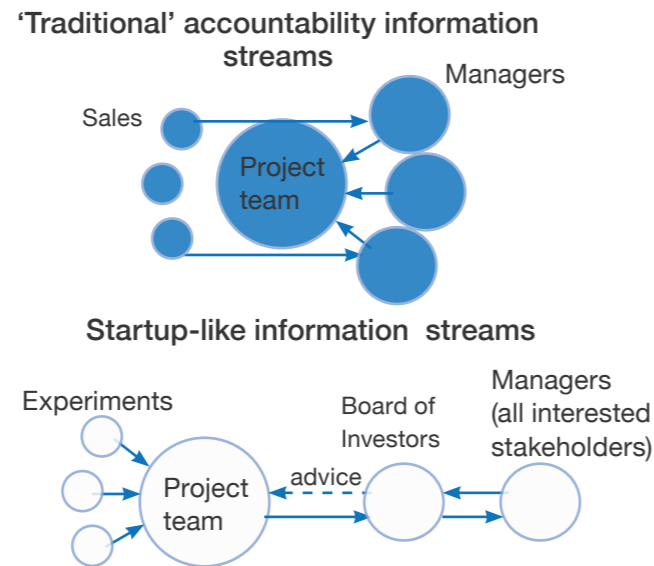 ‘Traditional’ accountability information
streams
Managers
Sales
Project
team
Startup-like information streams
Experiments
Board of
Investors
Managers
(all interested
stakeholders)
advice
Project
team